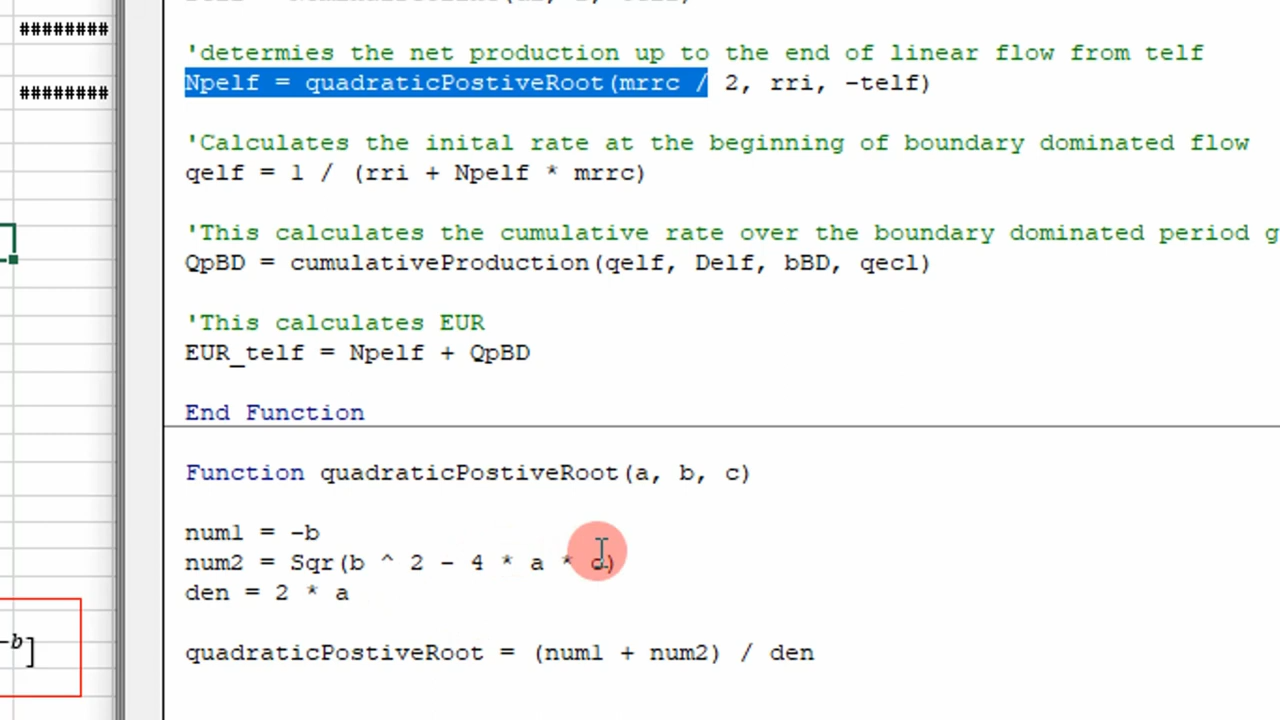 ########
'determies the net production up to the end of linear flow from telf
########
Npelf = quadraticPostiveRoot(mrrc / 2, rri, -telf)
'Calculates the inital rate at the beginning of boundary dominated flow
qelf = 1 / (rri + Npelf * mrrc)
'This calculates the cumulative rate over the boundary dominated period g
QpBD = cumulativeProduction(qelf, Delf, bBD, qecl)
'This calculates EUR
EUR_telf = Npelf + QpBD
End Function
Function quadraticPostiveRoot(a, b, c)
num1 = -b
num2 = Sqr(b ^ 2 - 4 * a * c)
den = 2 * a
-b]
quadraticPostiveRoot = (num1 + num2) / den